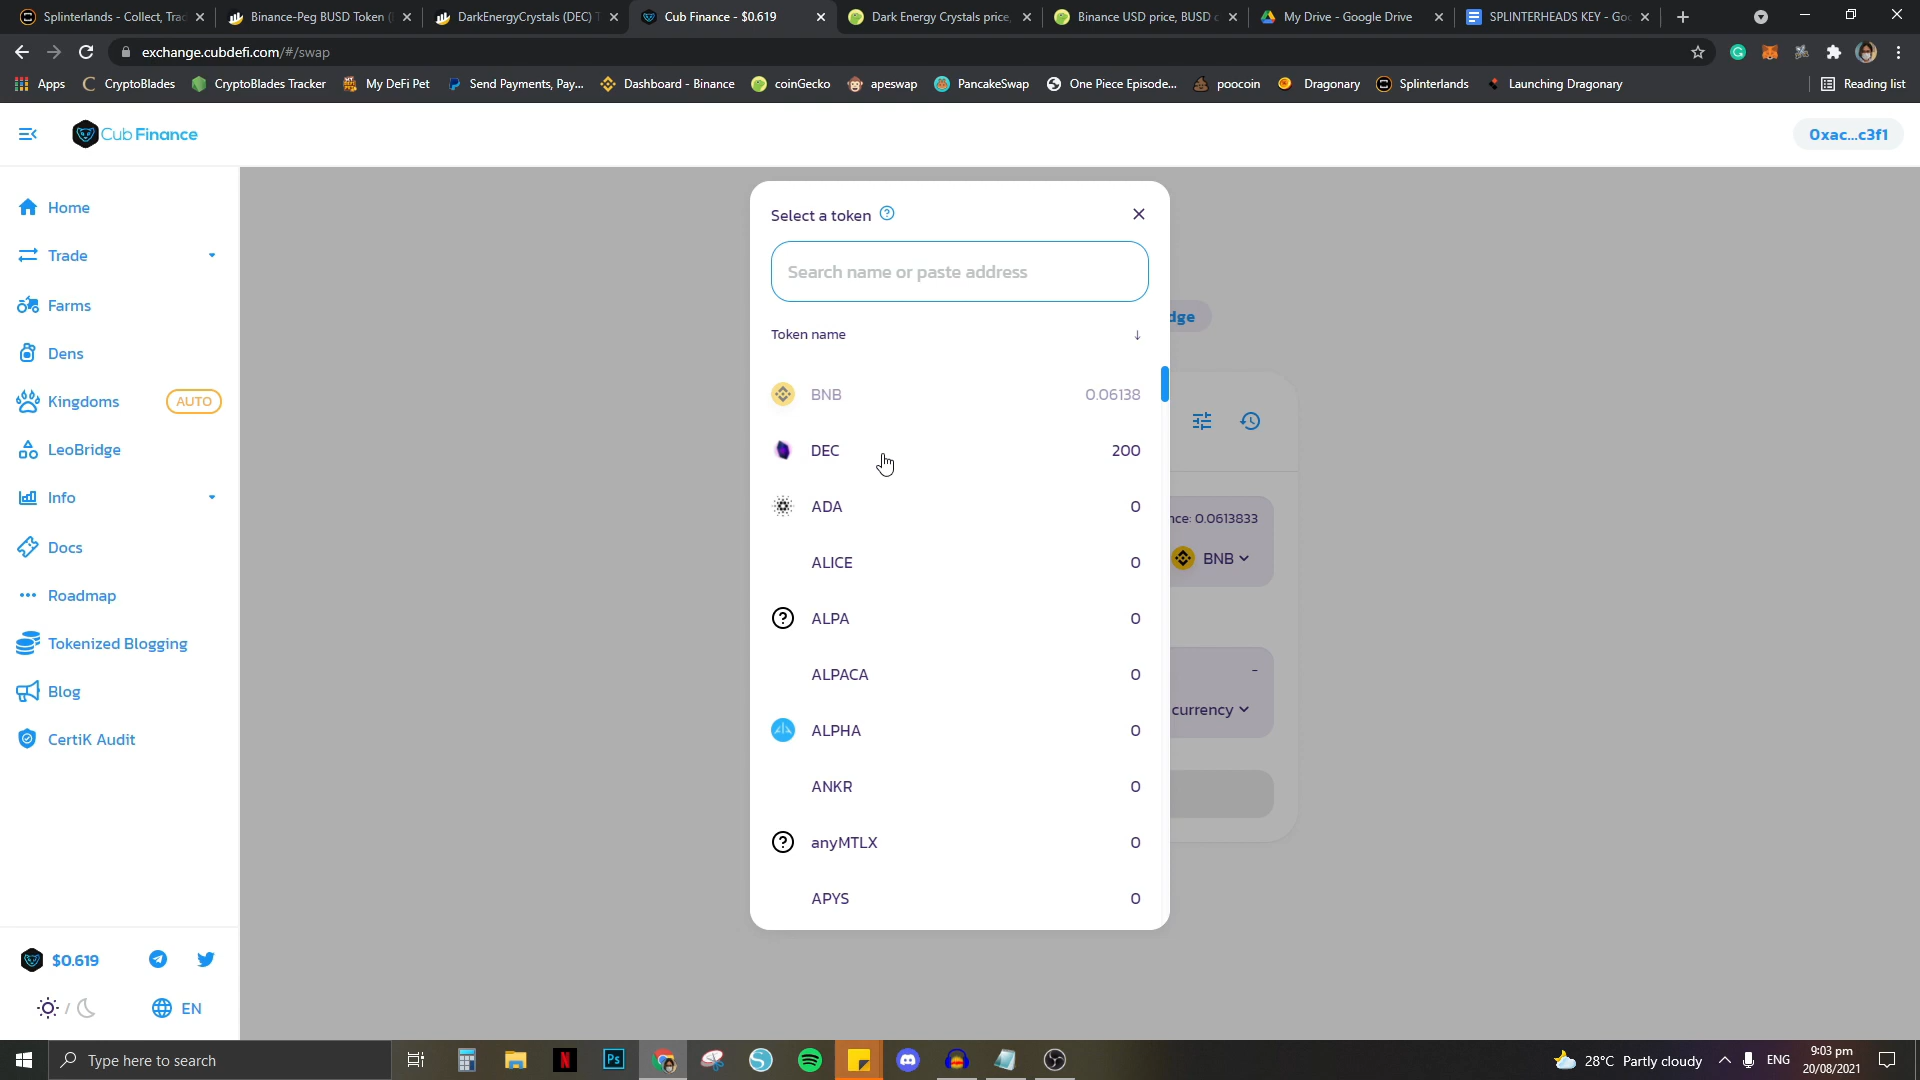 Splinterlands - Collect, Trad
Binance-Peg BUSD Token (
DarkEnergyCrystals (DEC) T
Cub Finance - $0.619
Dark Energy Crystals price,
Binance USD price, BUSD c
My Drive - Google Drive
SPLINTERHEADS KEY - Goo
exchange.cubdefi.com/#/swap
Apps
CryptoBlades
CryptoBlades Tracker
My DeFi Pet
Send Payments, Pay...
Dashboard - Binance
coinGecko
apeswap
PancakeSwap
One Piece Episode...
poocoin
Dragonary
Splinterlands
Launching Dragonary
Reading list
Cub Finance
0xac...c3f1
Home
Trade
Farms
Dens
Kingdoms AUTO
LeoBridge
Info
Docs
Roadmap
Tokenized Blogging
Blog
CertiK Audit
$0.619
/
EN
Select a token ?
Search name or paste address
Token name ↓
BNB 0.06138
DEC 200
ADA 0
ALICE 0
? ALPA 0
ALPACA 0
ALPHA 0
ANKR 0
? anyMTLX 0
APYS 0
dge
nce: 0.0613833
BNB
-
currency
Type here to search
Ps
28°C Partly cloudy
ENG
9:03 pm
20/08/2021